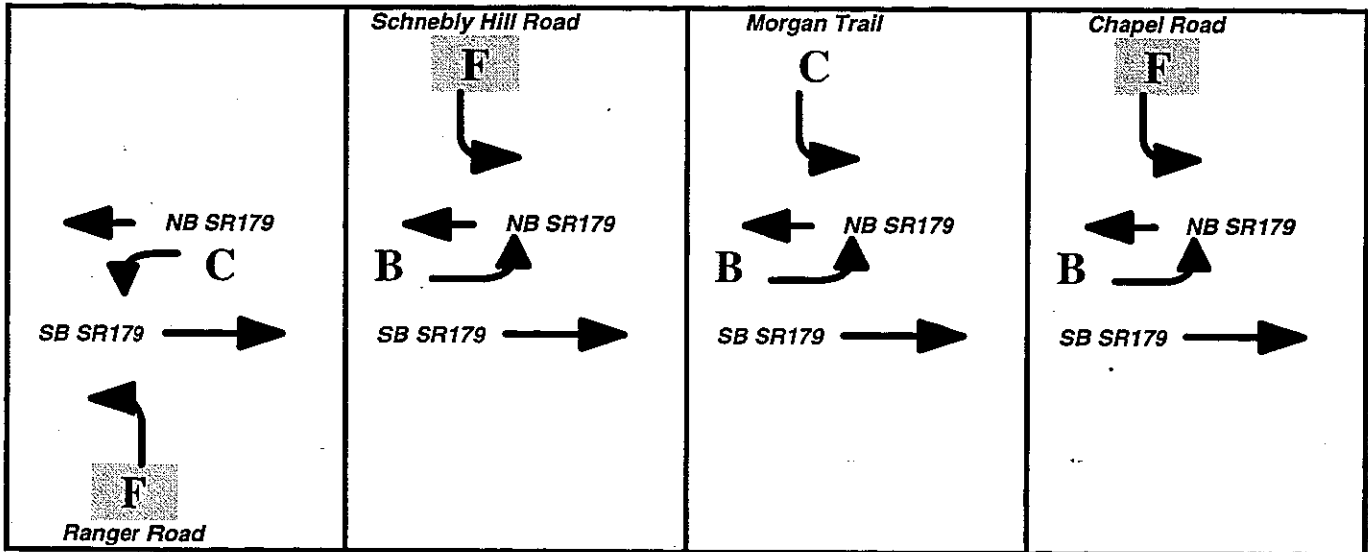 NB SR179
C
SB SR179
F
Ranger Road
Schnebly Hill Road
F
NB SR179
B
SB SR179
Morgan Trail
C
NB SR179
B
SB SR179
Chapel Road
F
NB SR179
B
SB SR179